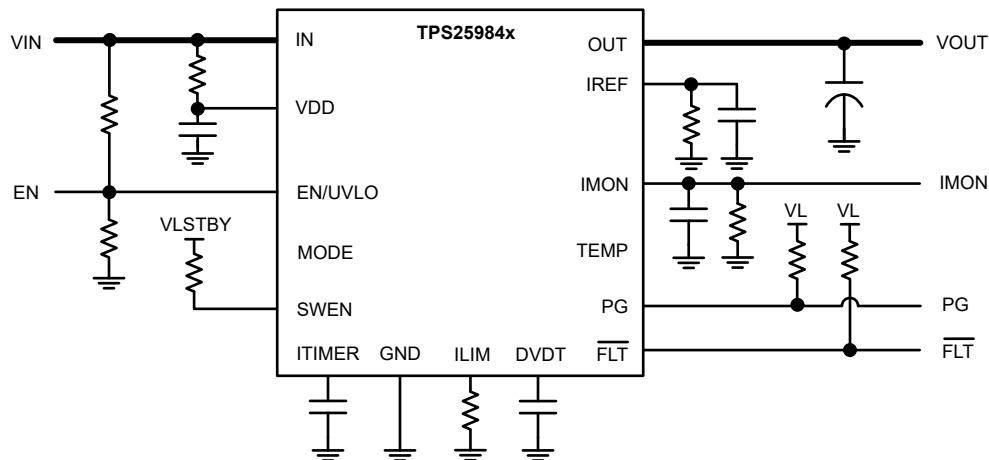 TPS25984x
VIN
IN
OUT
VOUT
IREF
VDD
EN
EN/UVLO
IMON
IMON
VLSTBY
VL
VL
MODE
TEMP
SWEN
PG
PG
ITIMER
GND
ILIM
DVDT
FLT
FLT